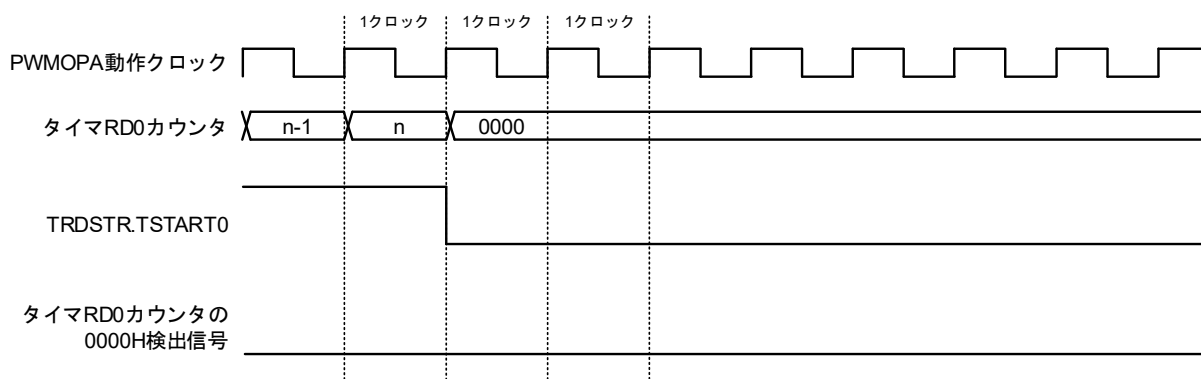 1クロック 1クロック 1クロック
PWMOPA動作クロック
タイマRD0カウンタ n-1 n 0000
TRDSTR.TSTART0
タイマRD0カウンタの
0000H検出信号